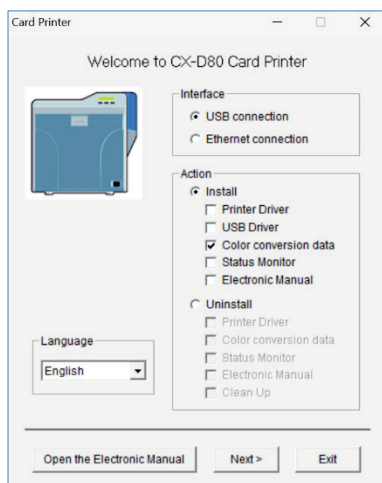 Card Printer
Welcome to CX-D80 Card Printer
Interface
USB connection
Ethernet connection
Action
Install
Printer Driver
USB Driver
Color conversion data
Status Monitor
Electronic Manual
Uninstall
Printer Driver
Color conversion data
Status Monitor
Electronic Manual
Clean Up
Language
English
Open the Electronic Manual
Next >
Exit